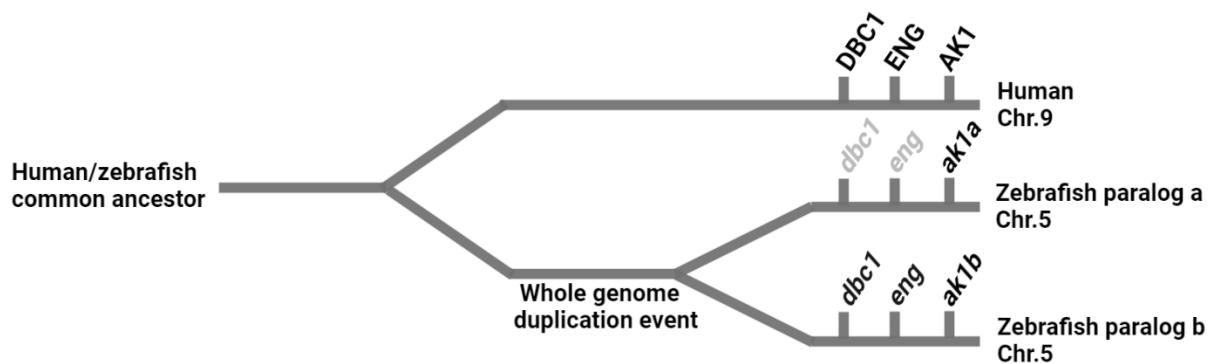 DBC1
ENG
AK1
Human
Chr.9
dbc1
eng
ak1a
Human/zebrafish
common ancestor
Zebrafish paralog a
Chr.5
dbc1
eng
ak1b
Whole genome
duplication event
Zebrafish paralog b
Chr.5